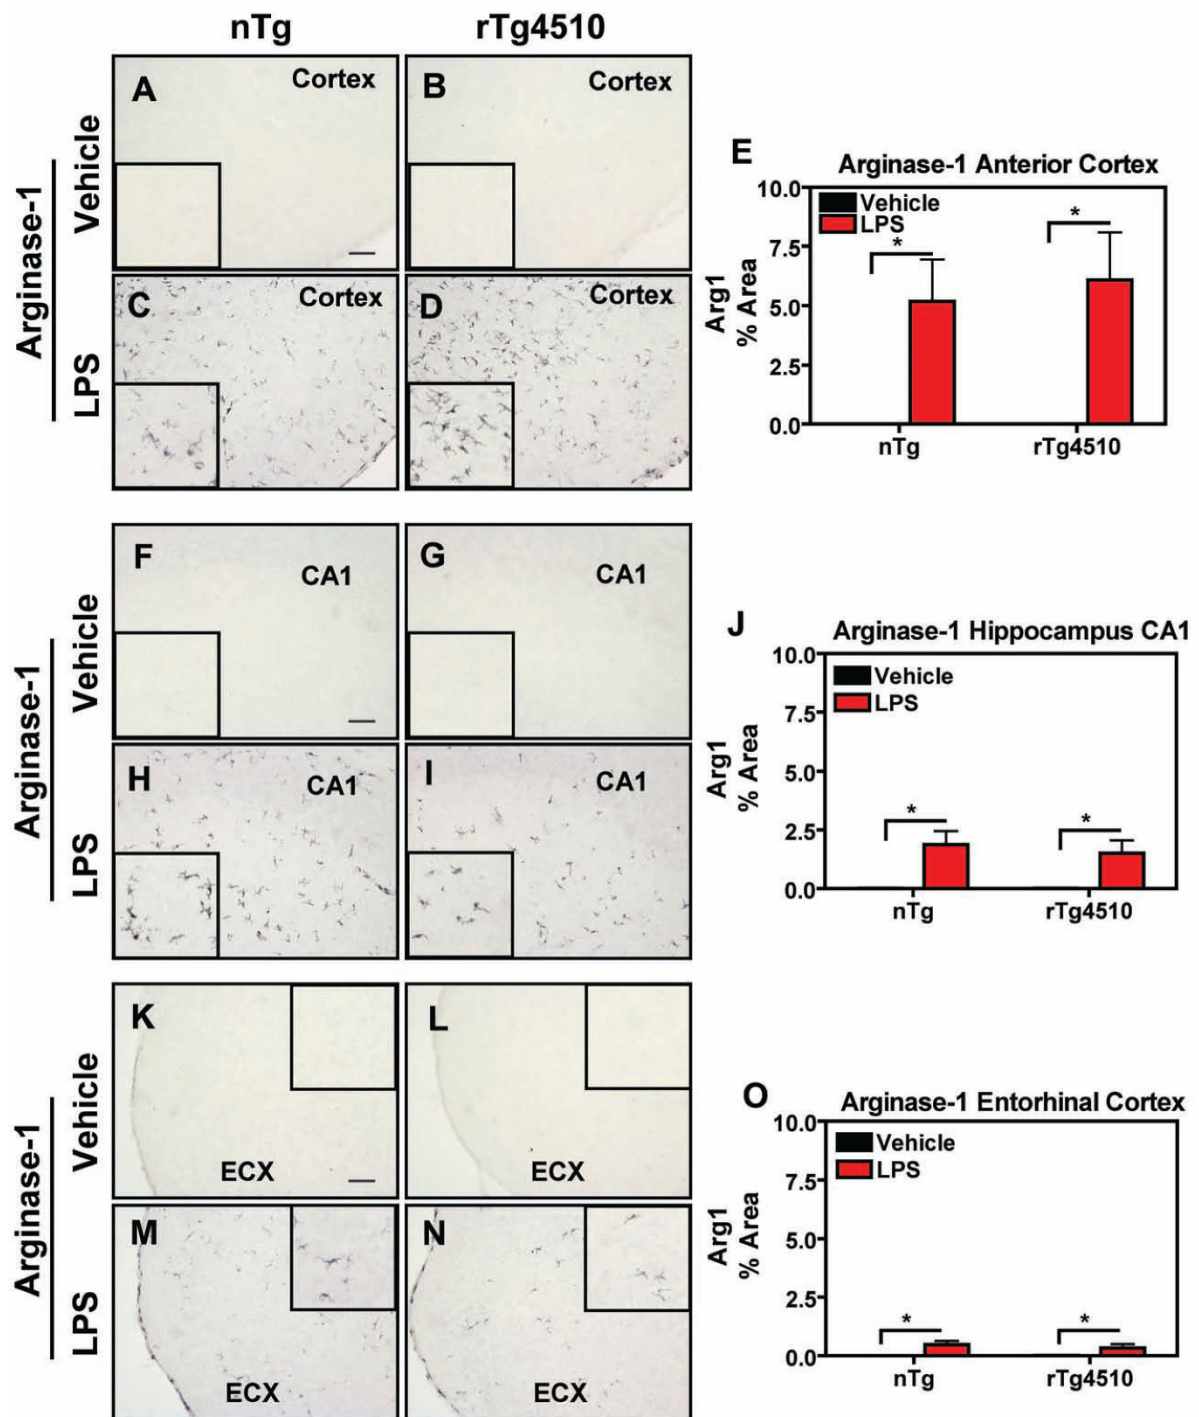 nTg
rTg4510
Arginase-1
Vehicle
LPS
A
Cortex
B
Cortex
C
Cortex
D
Cortex
E
Arginase-1 Anterior Cortex
Vehicle
LPS
Arg1
% Area
10.0
7.5
5.0
2.5
0.0
*
*
nTg
rTg4510
Arginase-1
Vehicle
LPS
F
CA1
G
CA1
H
CA1
I
CA1
J
Arginase-1 Hippocampus CA1
Vehicle
LPS
Arg1
% Area
10.0
7.5
5.0
2.5
0.0
*
*
nTg
rTg4510
Arginase-1
Vehicle
LPS
K
ECX
L
ECX
M
ECX
N
ECX
O
Arginase-1 Entorhinal Cortex
Vehicle
LPS
Arg1
% Area
10.0
7.5
5.0
2.5
0.0
*
*
nTg
rTg4510